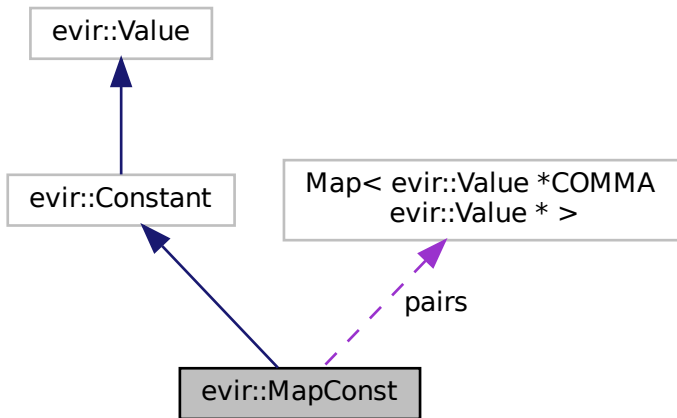 evir::Value
evir::Constant
Map< evir::Value *COMMA
evir::Value * >
pairs
evir::MapConst